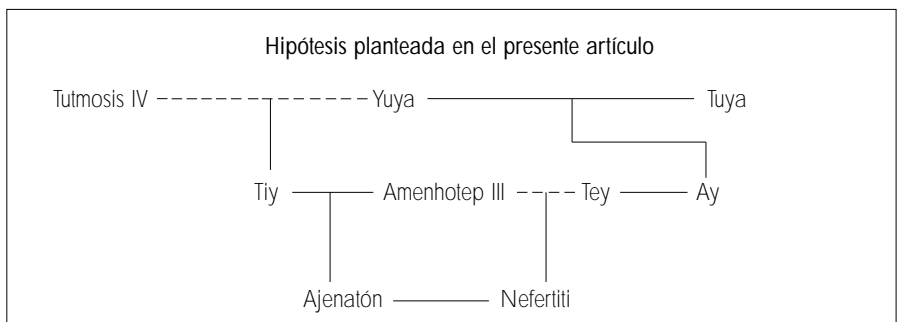 Hipótesis planteada en el presente artículo
Tutmosis IV Yuya Tuya
Tiy Amenhotep III Tey Ay
Ajenatón Nefertiti